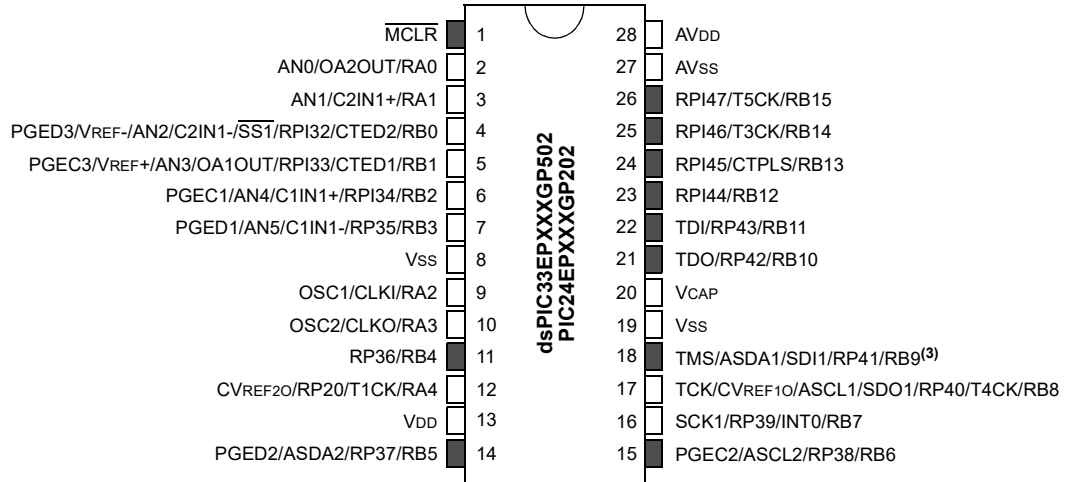 MCLR 1 28 AVDD
AN0/OA2OUT/RA0 2 27 AVSS
AN1/C2IN1+/RA1 3 26 RPI47/T5CK/RB15
PGED3/VREF-/AN2/C2IN1-/SS1/RPI32/CTED2/RB0 4 25 RPI46/T3CK/RB14
PGEC3/VREF+/AN3/OA1OUT/RPI33/CTED1/RB1 5 24 RPI45/CTPLS/RB13
PGEC1/AN4/C1IN1+/RPI34/RB2 6 23 RPI44/RB12
PGED1/AN5/C1IN1-/RP35/RB3 7 22 TDI/RP43/RB11
VSS 8 21 TDO/RP42/RB10
OSC1/CLKI/RA2 9 20 VCAP
OSC2/CLKO/RA3 10 19 VSS
RP36/RB4 11 18 TMS/ASDA1/SDI1/RP41/RB9(3)
CVREF2O/RP20/T1CK/RA4 12 17 TCK/CVREF1O/ASCL1/SDO1/RP40/T4CK/RB8
VDD 13 16 SCK1/RP39/INT0/RB7
PGED2/ASDA2/RP37/RB5 14 15 PGEC2/ASCL2/RP38/RB6
dsPIC33EPXXXGP502
PIC24EPXXXGP202